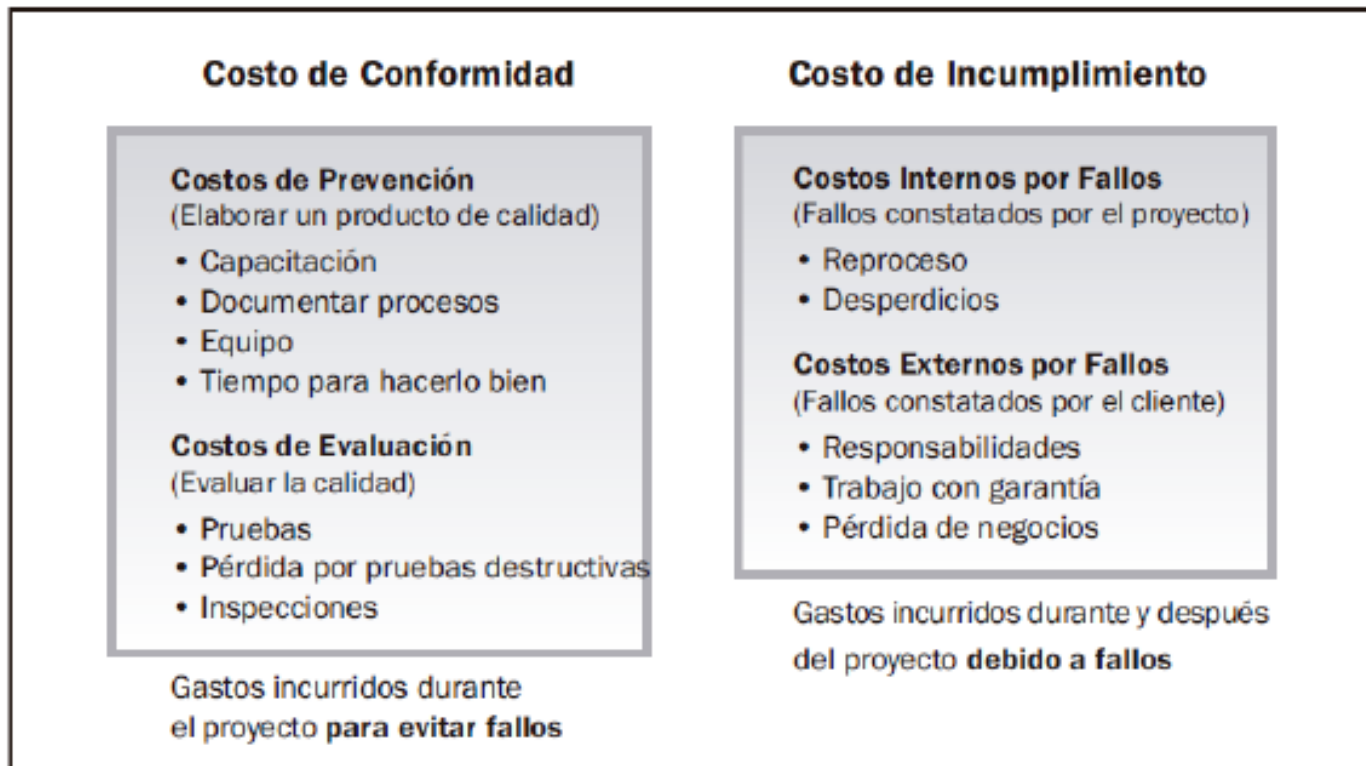 Costo de Conformidad
Costos de Prevención
(Elaborar un producto de calidad)
• Capacitación
• Documentar procesos
• Equipo
• Tiempo para hacerlo bien
Costos de Evaluación
(Evaluar la calidad)
• Pruebas
• Pérdida por pruebas destructivas
• Inspecciones
Gastos incurridos durante
el proyecto para evitar fallos
Costo de Incumplimiento
Costos Internos por Fallos
(Fallos constatados por el proyecto)
• Reproceso
• Desperdicios
Costos Externos por Fallos
(Fallos constatados por el cliente)
• Responsabilidades
• Trabajo con garantía
• Pérdida de negocios
Gastos incurridos durante y después
del proyecto debido a fallos